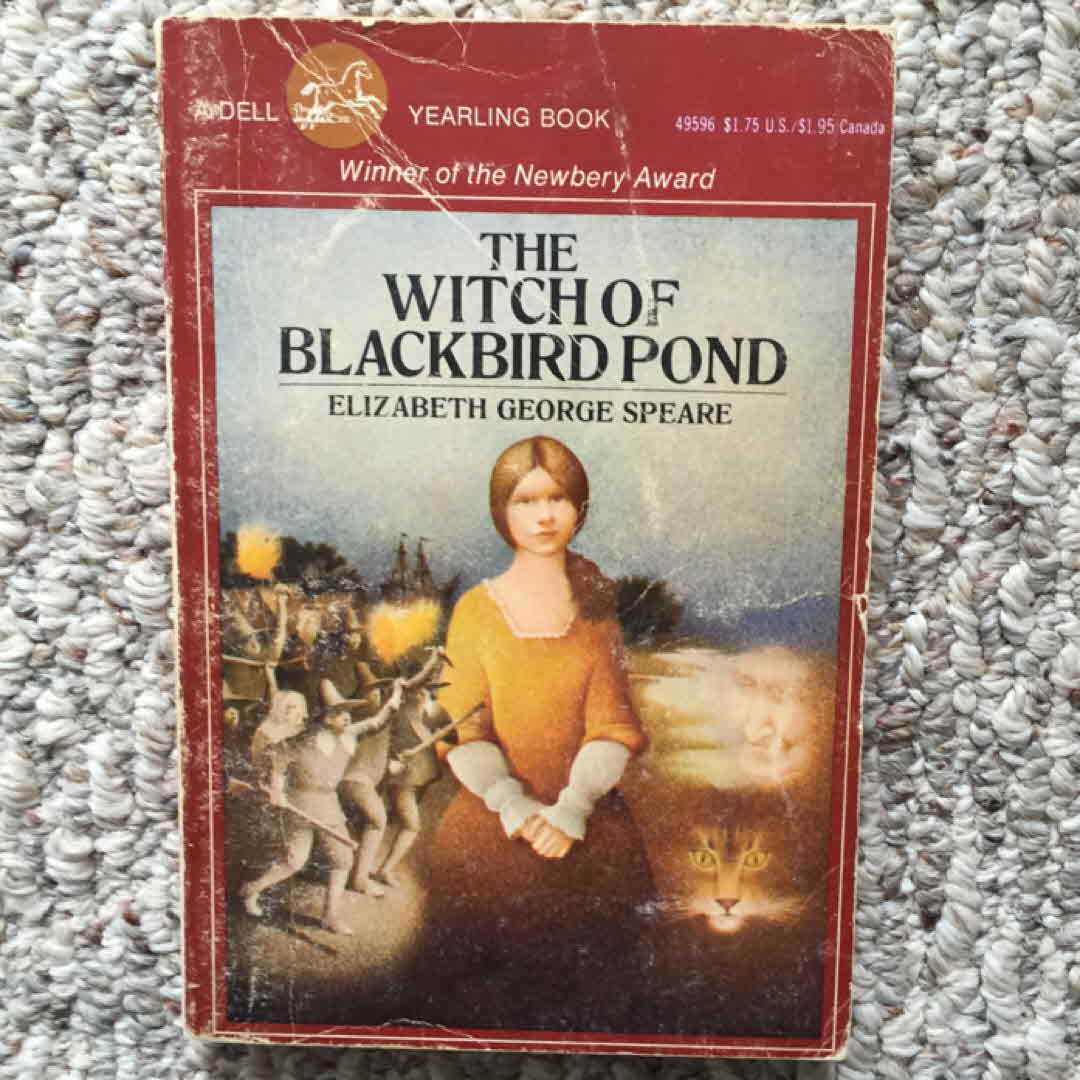 A DELL YEARLING BOOK
49596 $1.75 U.S./$1.95 Canada
Winner of the Newbery Award
THE
WITCH OF
BLACKBIRD POND
ELIZABETH GEORGE SPEARE